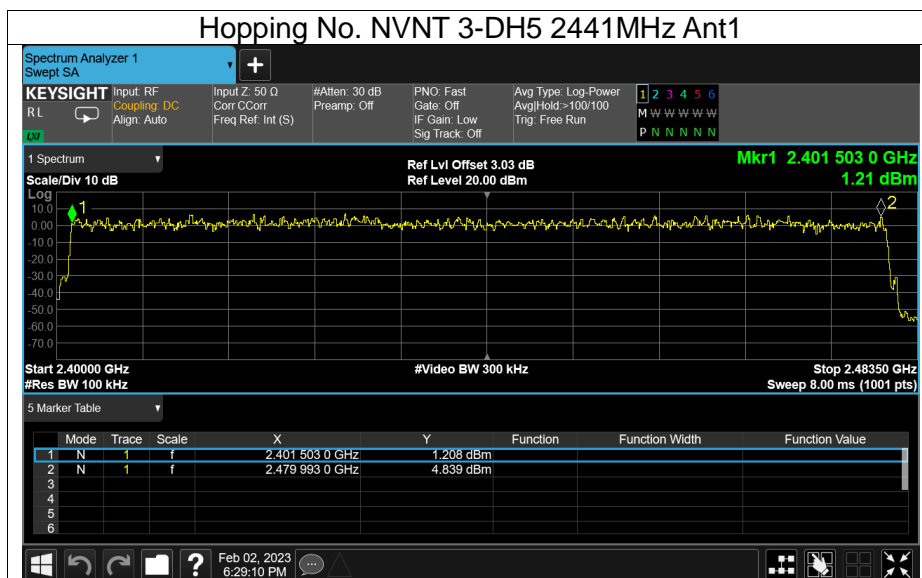 Hopping No. NVNT 3-DH5 2441MHz Ant1
Spectrum Analyzer 1
Swept SA
KEYSIGHT Input: RF Input Z: 50 Ω #Atten: 30 dB PNO: Fast Avg Type: Log-Power 1 2 3 4 5 6
R L Coupling: DC Corr CCorr Preamp: Off Gate: Off Avg|Hold:>100/100 M W W W W W
Align: Auto Freq Ref: Int (S) IF Gain: Low Trig: Free Run
LXI Sig Track: Off P N N N N N
1 Spectrum Ref Lvl Offset 3.03 dB Mkr1 2.401 503 0 GHz
Scale/Div 10 dB Ref Level 20.00 dBm 1.21 dBm
Log
10.0 1 2
0.00
-10.0
-20.0
-30.0
-40.0
-50.0
-60.0
-70.0
Start 2.40000 GHz #Video BW 300 kHz Stop 2.48350 GHz
#Res BW 100 kHz Sweep 8.00 ms (1001 pts)
5 Marker Table
Mode Trace Scale X Y Function Function Width Function Value
1 N 1 f 2.401 503 0 GHz 1.208 dBm
2 N 1 f 2.479 993 0 GHz 4.839 dBm
3
4
5
6
? Feb 02, 2023
6:29:10 PM